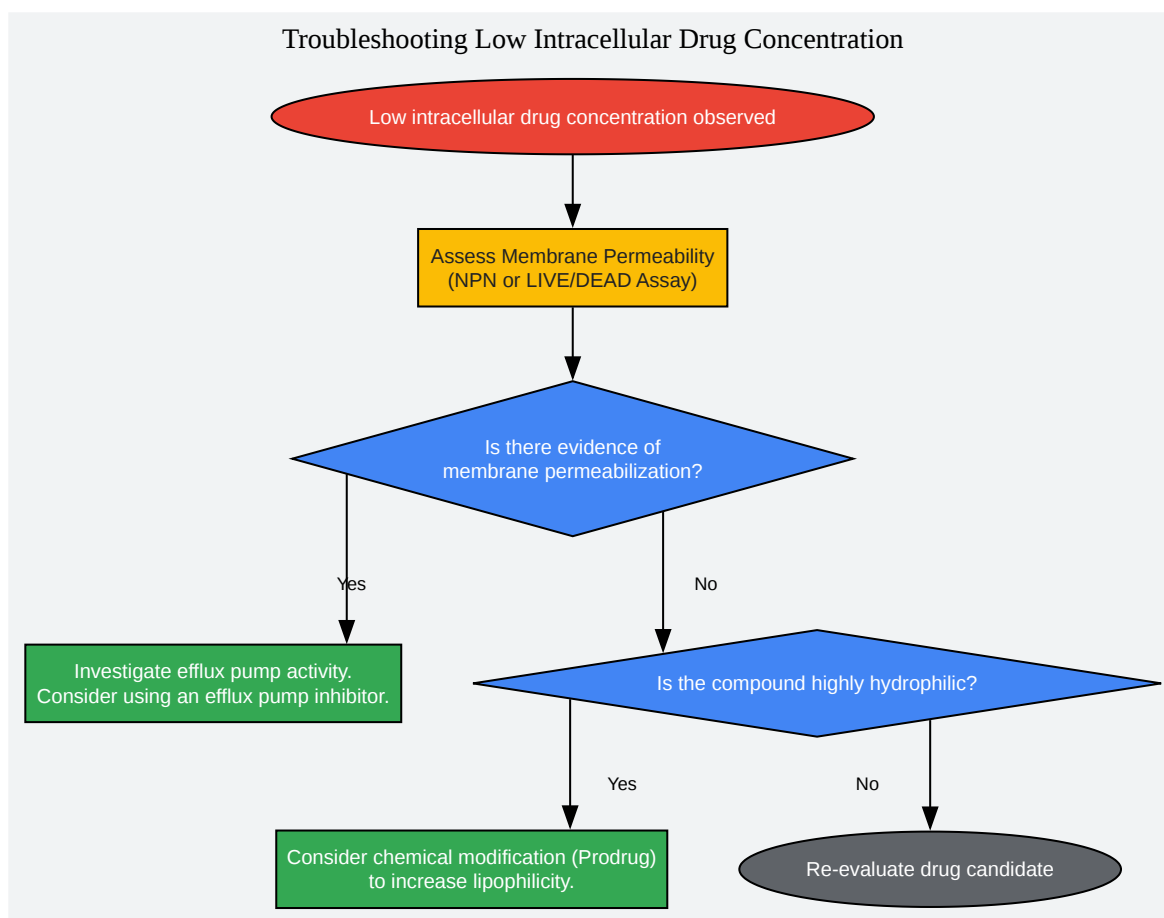 Troubleshooting Low Intracellular Drug Concentration
Low intracellular drug concentration observed
Assess Membrane Permeability
(NPN or LIVE/DEAD Assay)
Is there evidence of
membrane permeabilization?
Yes
No
Investigate efflux pump activity.
Consider using an efflux pump inhibitor.
Is the compound highly hydrophilic?
Yes
No
Consider chemical modification (Prodrug)
to increase lipophilicity.
Re-evaluate drug candidate